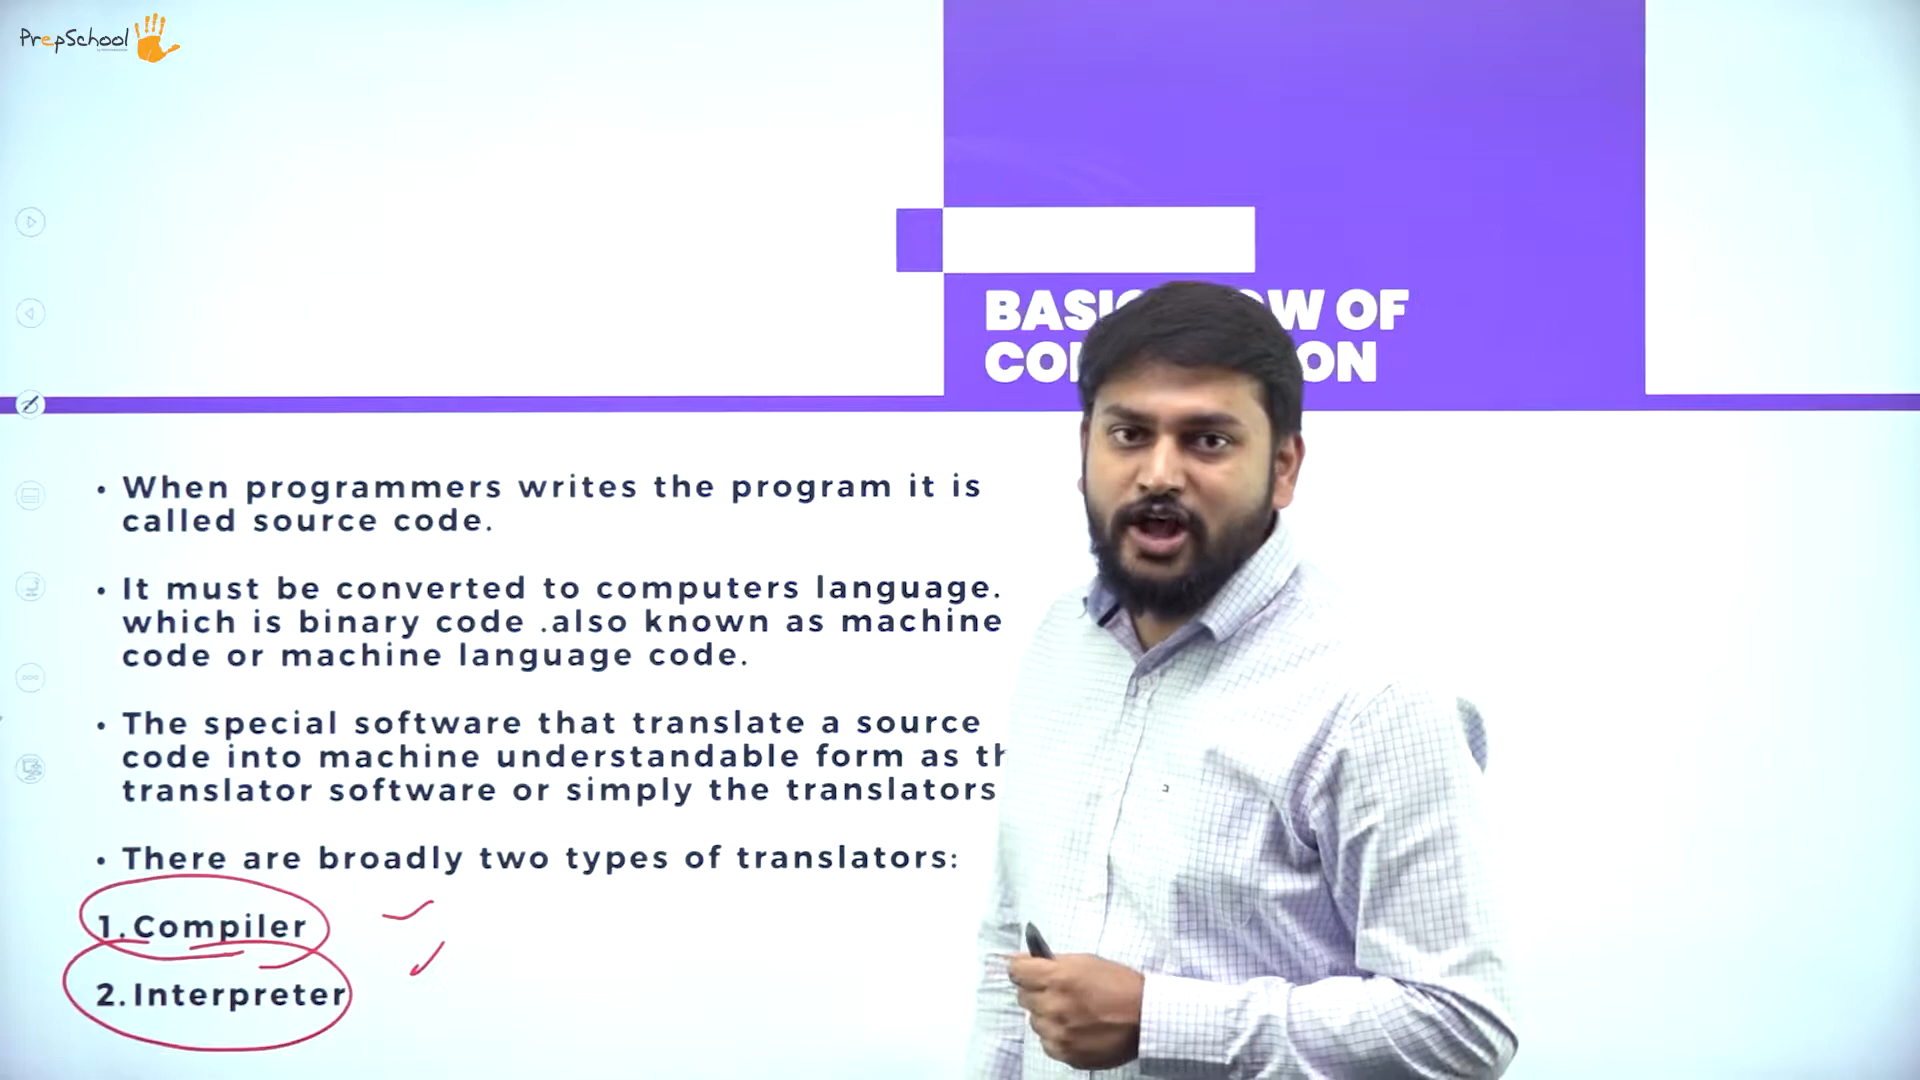 PrepSchool
BASIC OW OF
CO ON
• When programmers writes the program it is
called source code.
• It must be converted to computers language.
which is binary code .also known as machine
code or machine language code.
• The special software that translate a source
code into machine understandable form as th
translator software or simply the translators
• There are broadly two types of translators:
1. Compiler
2. Interpreter